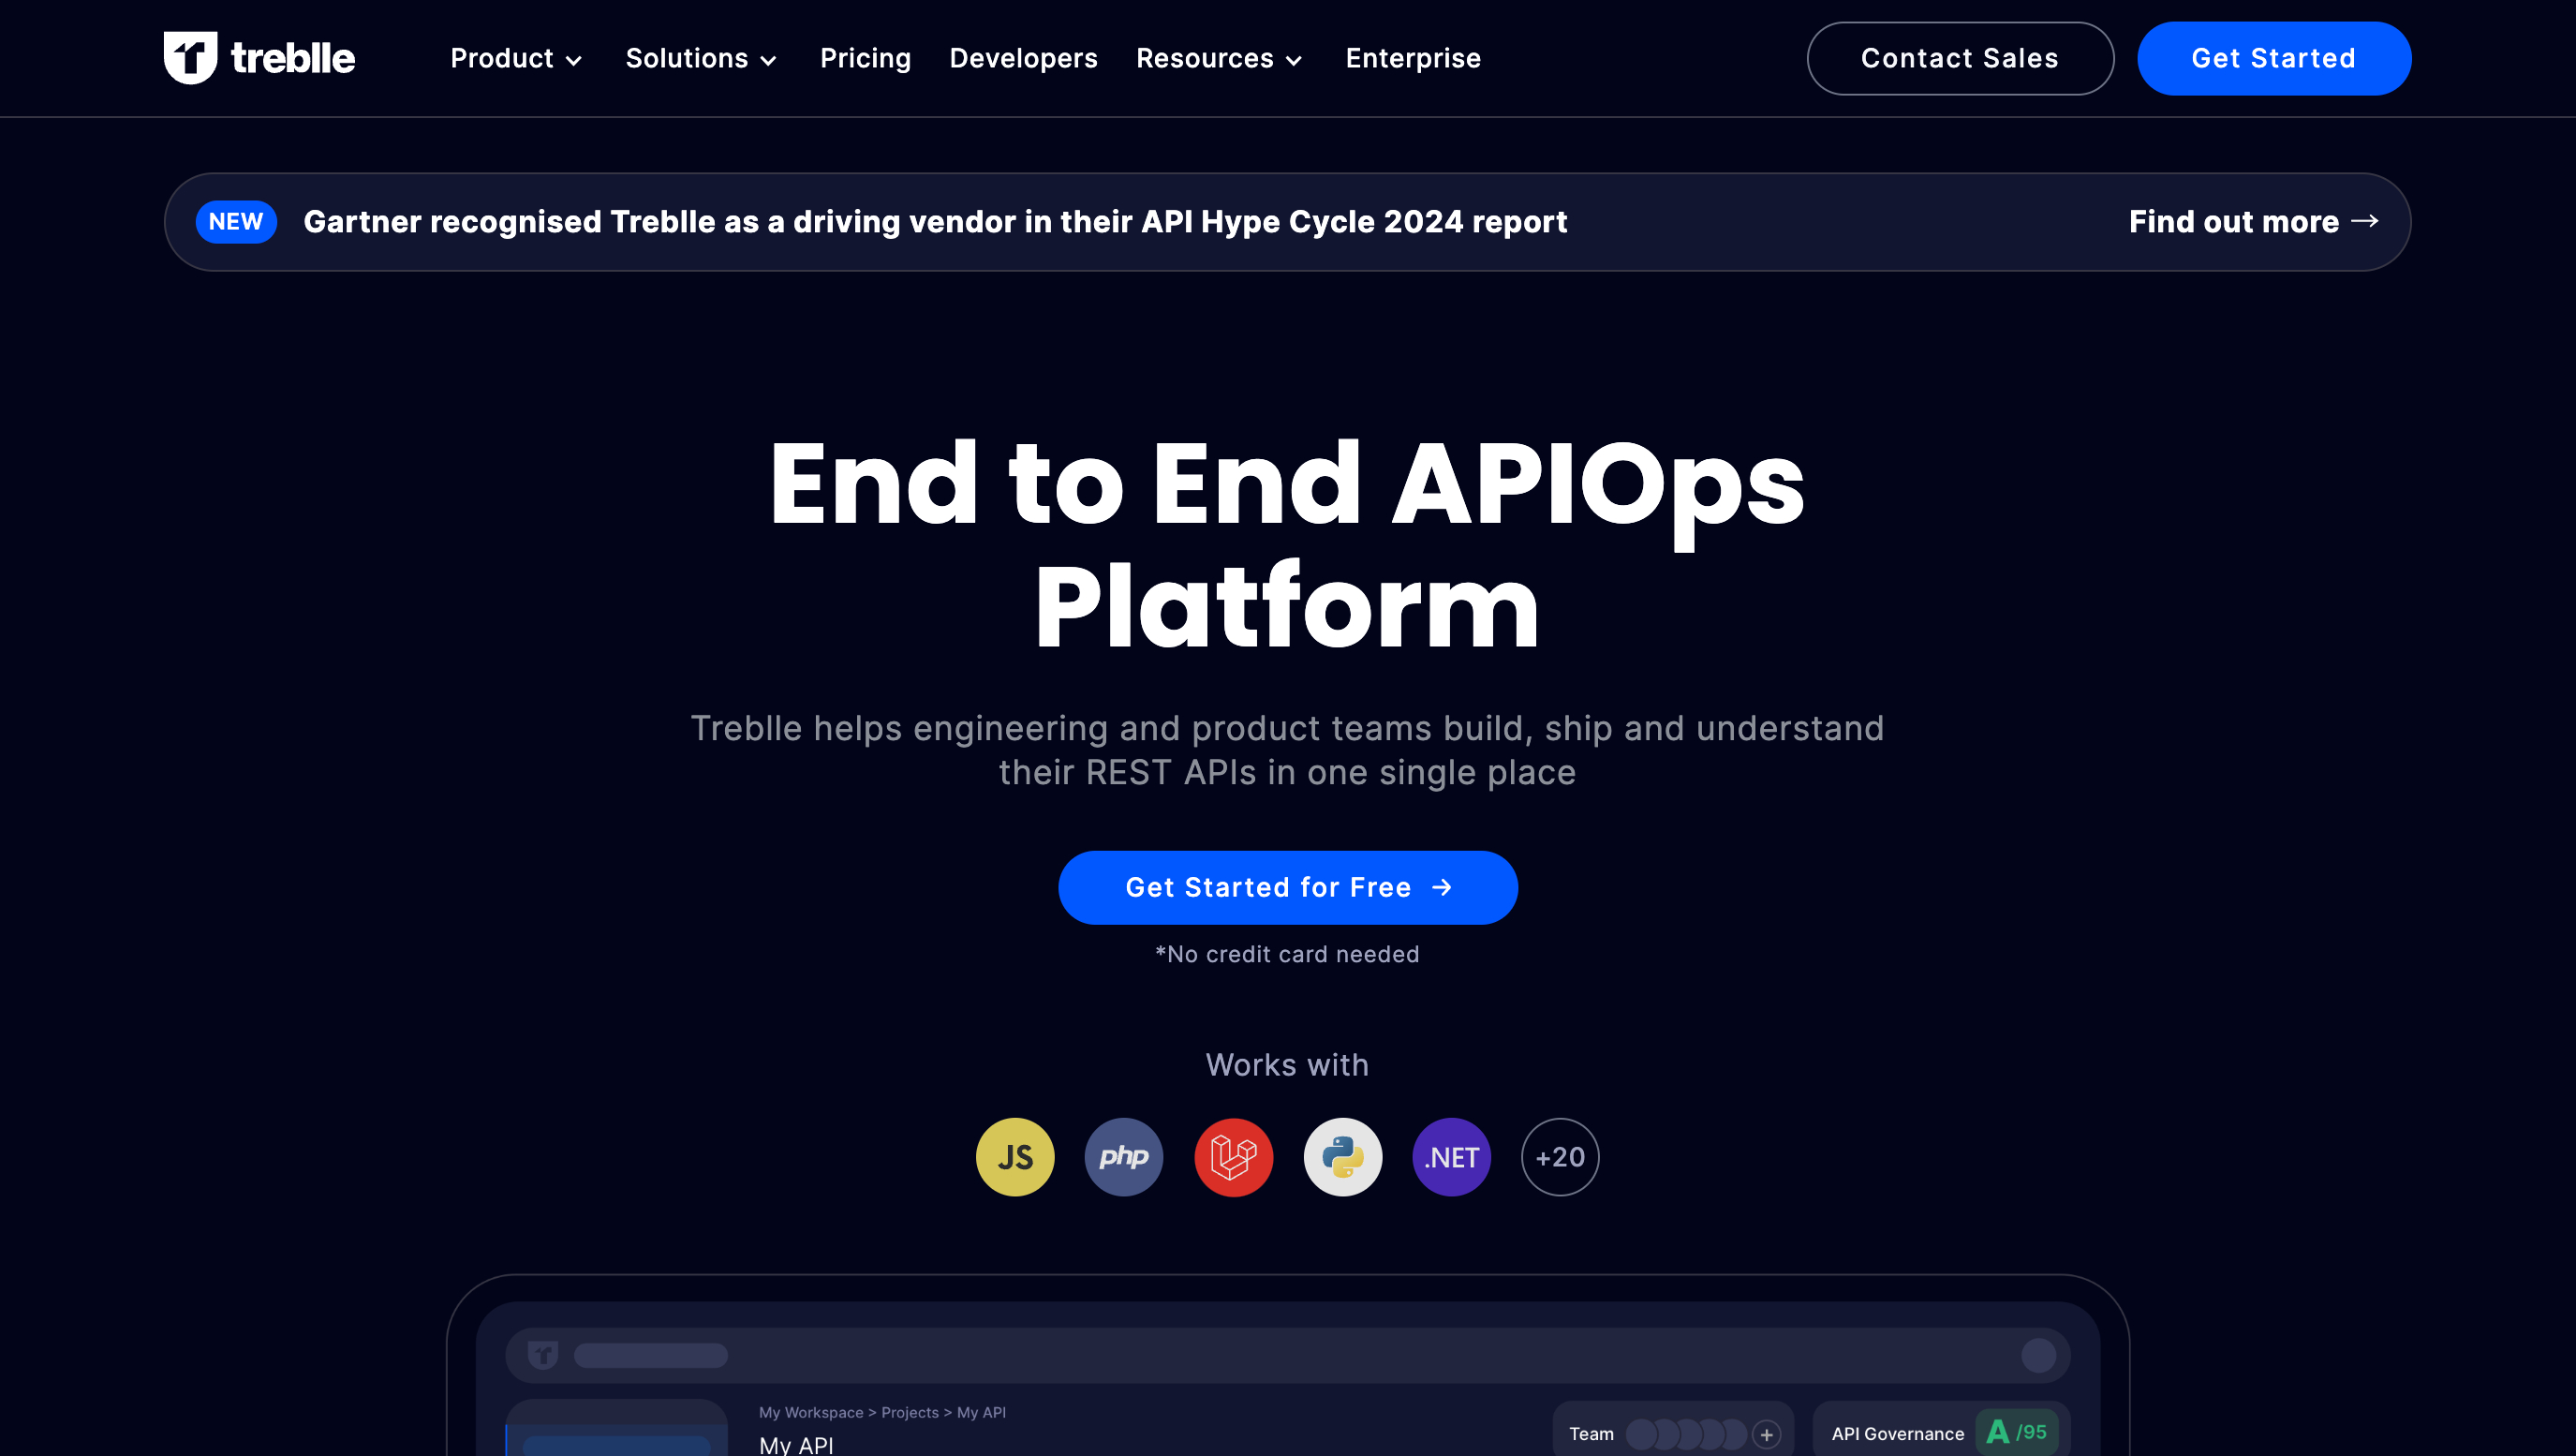 treblle
Product
Solutions
Pricing
Developers
Resources
Enterprise
Contact Sales
Get Started
NEW
Gartner recognised Treblle as a driving vendor in their API Hype Cycle 2024 report
Find out more →
End to End APIOps
Platform
Treblle helps engineering and product teams build, ship and understand
their REST APIs in one single place
Get Started for Free →
*No credit card needed
Works with
JS
php
.NET
+20
My Workspace > Projects > My API
My API
Team
+
API Governance
A /95